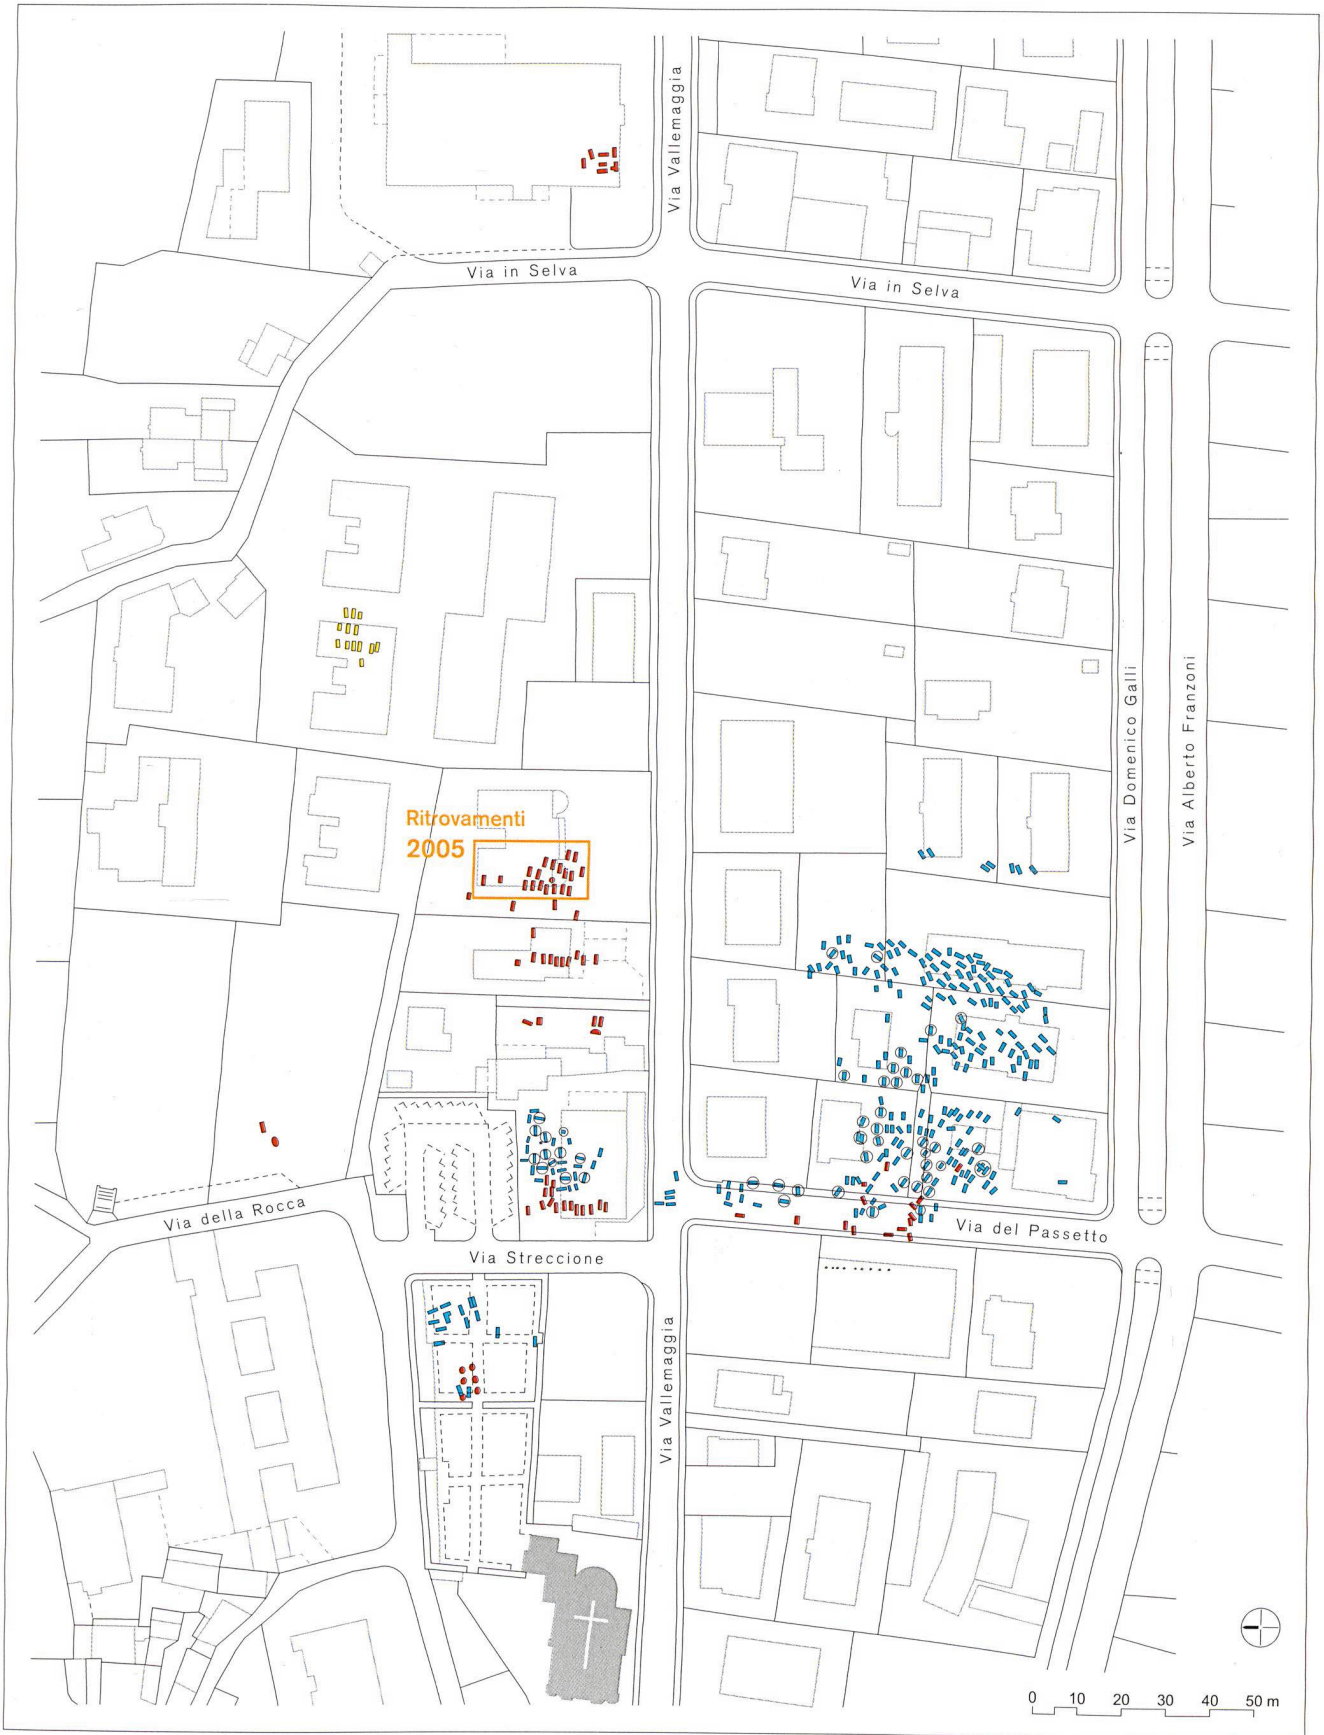 Via Vallemaggia
Via in Selva
Via in Selva
Via Domenico Galli
Via Alberto Franzoni
Ritrovamenti
2005
Via della Rocca
Via Streccione
Via del Passetto
Via Vallemaggia
0 10 20 30 40 50 m